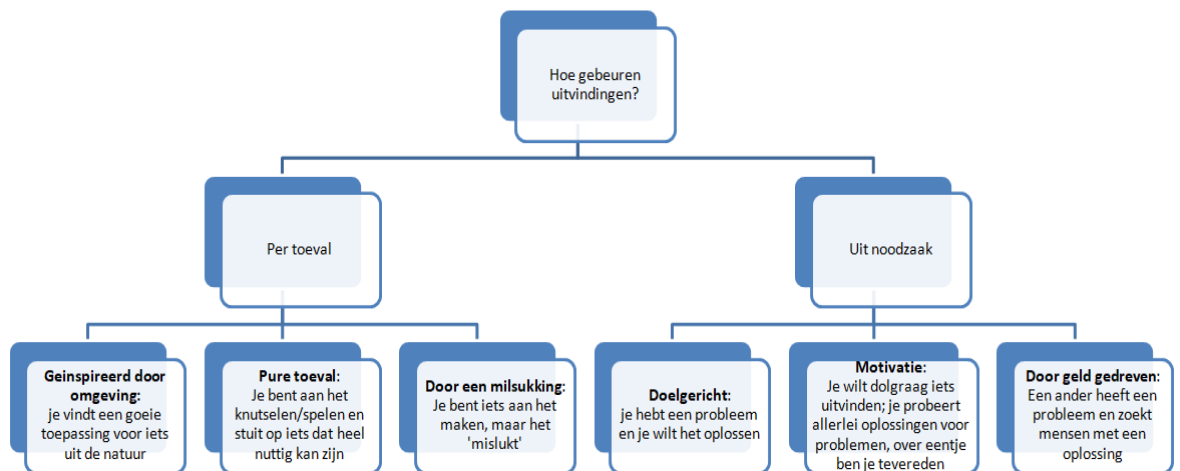 Hoe gebeuren
uitvindingen?
Per toeval
Uit noodzaak
Geinspireerd door
omgeving:
je vindt een goeie
toepassing voor iets
uit de natuur
Pure toeval:
Je bent aan het
knutselen/spelen en
stuit op iets dat heel
nuttig kan zijn
Door een milsukking:
Je bent iets aan het
maken, maar het
'mislukt'
Doelgericht:
je hebt een probleem
en je wilt het oplossen
Motivatie:
Je wilt dolgraag iets
uitvinden; je probeert
allerlei oplossingen voor
problemen, over eentje
ben je tevereden
Door geld gedreven:
Een ander heeft een
probleem en zoekt
mensen met een
oplossing